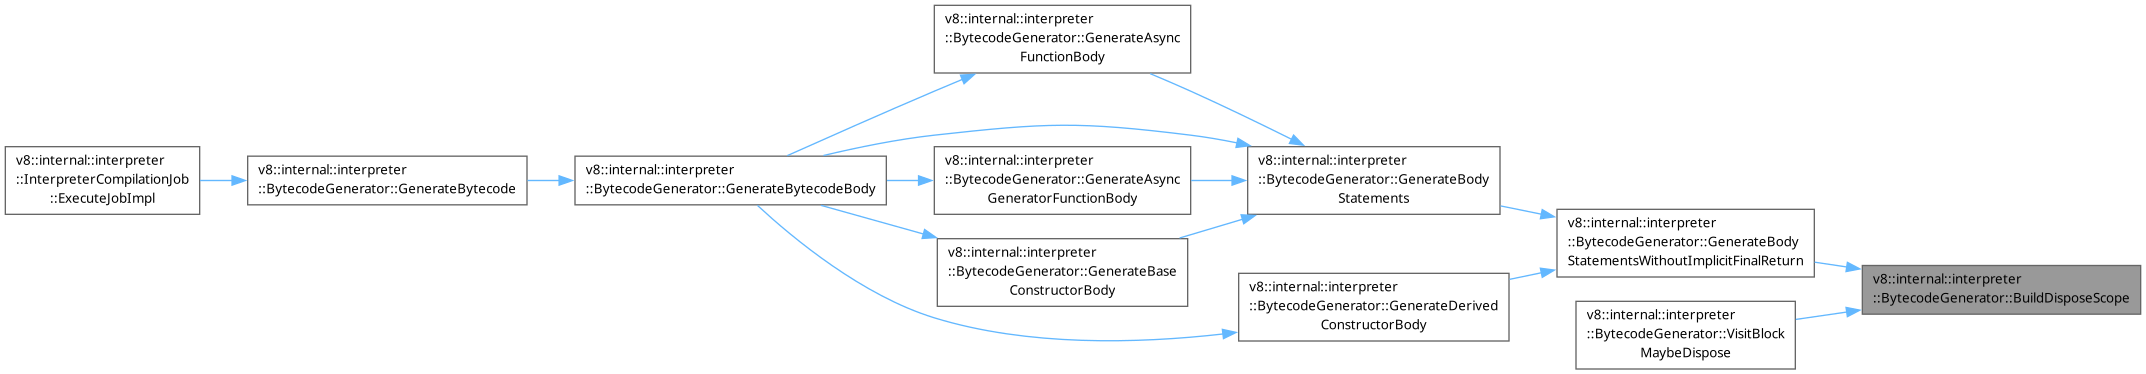 v8::internal::interpreter
::BytecodeGenerator::GenerateAsync
FunctionBody
v8::internal::interpreter
::InterpreterCompilationJob
::ExecuteJobImpl
v8::internal::interpreter
::BytecodeGenerator::GenerateBytecode
v8::internal::interpreter
::BytecodeGenerator::GenerateBytecodeBody
v8::internal::interpreter
::BytecodeGenerator::GenerateAsync
GeneratorFunctionBody
v8::internal::interpreter
::BytecodeGenerator::GenerateBody
Statements
v8::internal::interpreter
::BytecodeGenerator::GenerateBase
ConstructorBody
v8::internal::interpreter
::BytecodeGenerator::GenerateBody
StatementsWithoutImplicitFinalReturn
v8::internal::interpreter
::BytecodeGenerator::GenerateDerived
ConstructorBody
v8::internal::interpreter
::BytecodeGenerator::BuildDisposeScope
v8::internal::interpreter
::BytecodeGenerator::VisitBlock
MaybeDispose